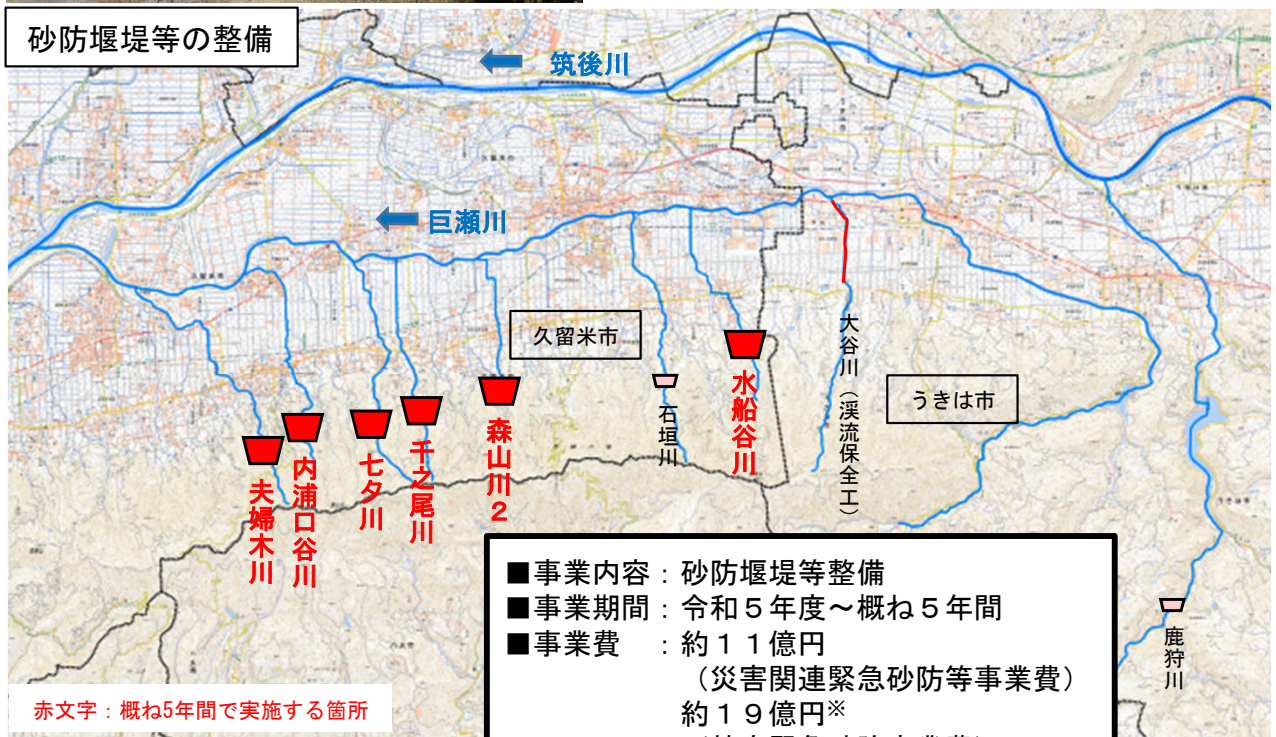 砂防堰堤等の整備
筑後川
巨瀬川
久留米市
うきは市
夫婦木川
内浦口谷川
七夕川
千之尾川
森山川２
石垣川
水船谷川
大谷川（渓流保全工）
鹿狩川
■事業内容：砂防堰堤等整備
■事業期間：令和５年度～概ね５年間
■事業費　：約１１億円
（災害関連緊急砂防等事業費）
約１９億円※
赤文字：概ね5年間で実施する箇所